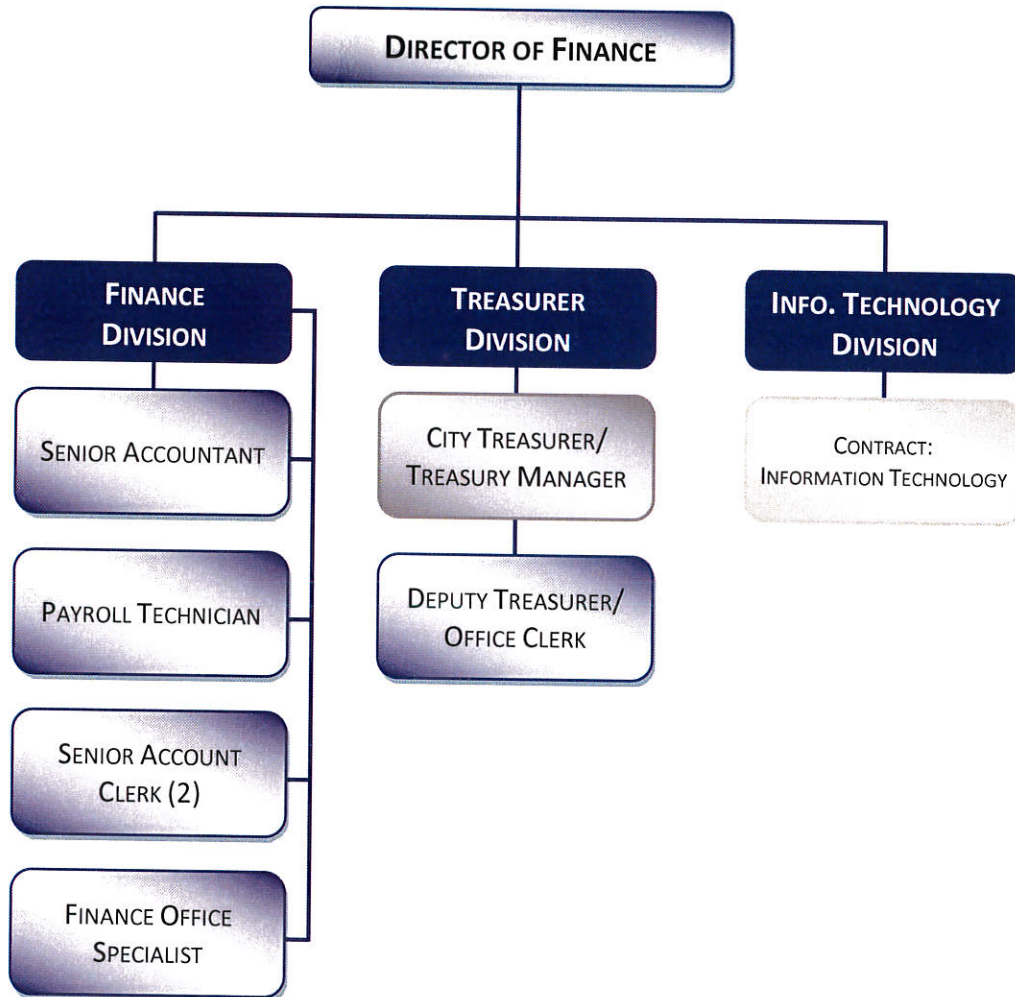 DIRECTOR OF FINANCE
FINANCE
DIVISION
SENIOR ACCOUNTANT
PAYROLL TECHNICIAN
SENIOR ACCOUNT
CLERK (2)
FINANCE OFFICE
SPECIALIST
TREASURER
DIVISION
CITY TREASURER/
TREASURY MANAGER
DEPUTY TREASURER/
OFFICE CLERK
INFO. TECHNOLOGY
DIVISION
CONTRACT:
INFORMATION TECHNOLOGY